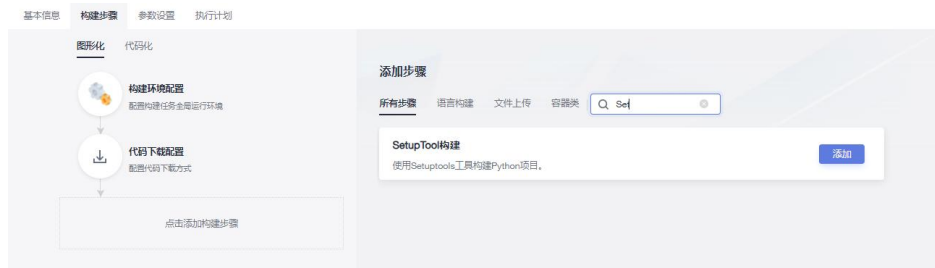 基本信息 构建步骤 参数设置 执行计划
图形化 代码化
构建环境配置
配置构建任务全局运行环境
代码下载配置
配置代码下载方式
点击添加构建步骤
添加步骤
所有步骤 语言构建 文件上传 容器类 Set
SetupTool构建
使用Setuptools工具构建Python项目。
添加